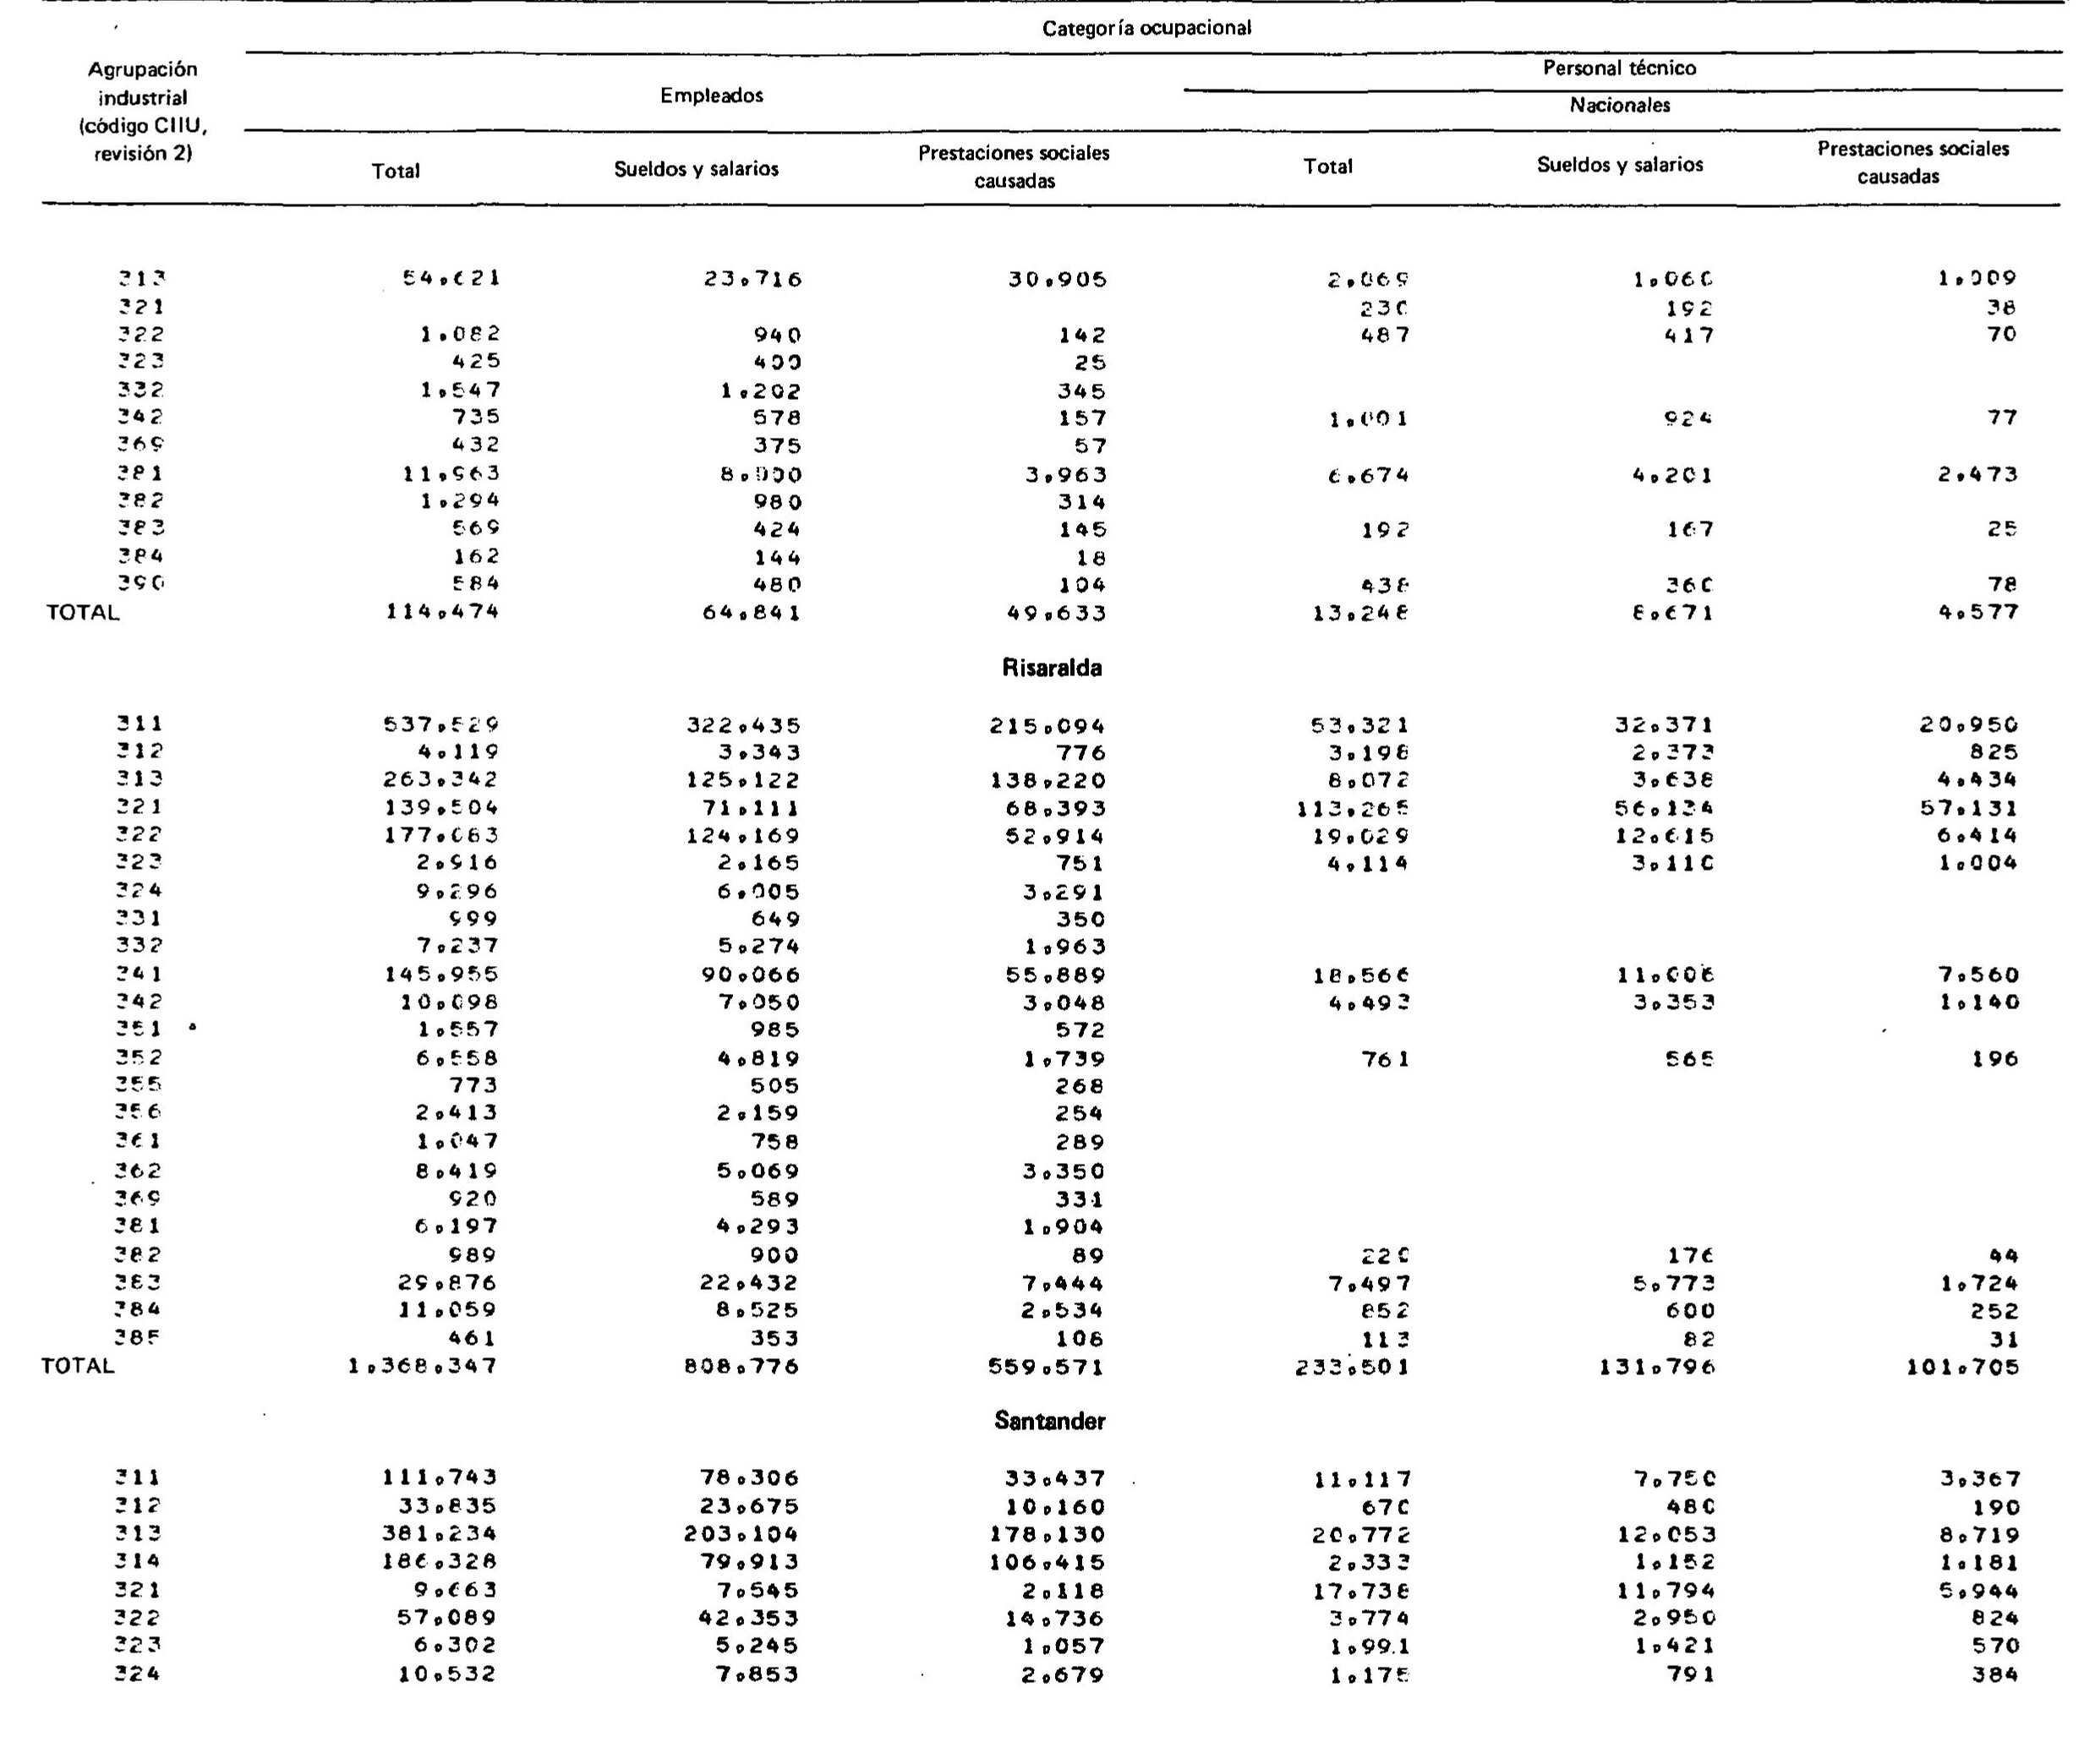 Categoría ocupacional
Agrupación
industrial
(código CIIU,
revisión 2)
Empleados
Personal técnico
Nacionales
Total Sueldos y salarios Prestaciones sociales causadas Total Sueldos y salarios Prestaciones sociales causadas
313 54.621 23.716 30.905 2.069 1.060 1.009
321 230 192 38
322 1.082 940 142 487 417 70
323 425 400 25
332 1.547 1.202 345
342 735 578 157 1.001 924 77
369 432 375 57
381 11.963 8.000 3.963 6.674 4.201 2.473
382 1.294 980 314
383 569 424 145 192 167 25
384 162 144 18
390 584 480 104 438 360 78
TOTAL 114.474 64.841 49.633 13.248 8.671 4.577
Risaralda
311 537.529 322.435 215.094 53.321 32.371 20.950
312 4.119 3.343 776 3.198 2.373 825
313 263.342 125.122 138.220 8.072 3.638 4.434
321 139.504 71.111 68.393 113.265 56.134 57.131
322 177.083 124.169 52.914 19.029 12.615 6.414
323 2.916 2.165 751 4.114 3.110 1.004
324 9.296 6.005 3.291
331 999 649 350
332 7.237 5.274 1.963
341 145.955 90.066 55.889 18.566 11.006 7.560
342 10.098 7.050 3.048 4.493 3.353 1.140
351 1.557 985 572
352 6.558 4.819 1.739 761 565 196
355 773 505 268
356 2.413 2.159 254
361 1.047 758 289
362 8.419 5.069 3.350
369 920 589 331
381 6.197 4.293 1.904
382 989 900 89 220 176 44
383 29.876 22.432 7.444 7.497 5.773 1.724
384 11.059 8.525 2.534 852 600 252
385 461 353 108 113 82 31
TOTAL 1.368.347 808.776 559.571 233.501 131.796 101.705
Santander
311 111.743 78.306 33.437 11.117 7.750 3.367
312 33.835 23.675 10.160 670 480 190
313 381.234 203.104 178.130 20.772 12.053 8.719
314 186.328 79.913 106.415 2.333 1.152 1.181
321 9.663 7.545 2.118 17.738 11.794 5.944
322 57.089 42.353 14.736 3.774 2.950 824
323 6.302 5.245 1.057 1.991 1.421 570
324 10.532 7.853 2.679 1.175 791 384